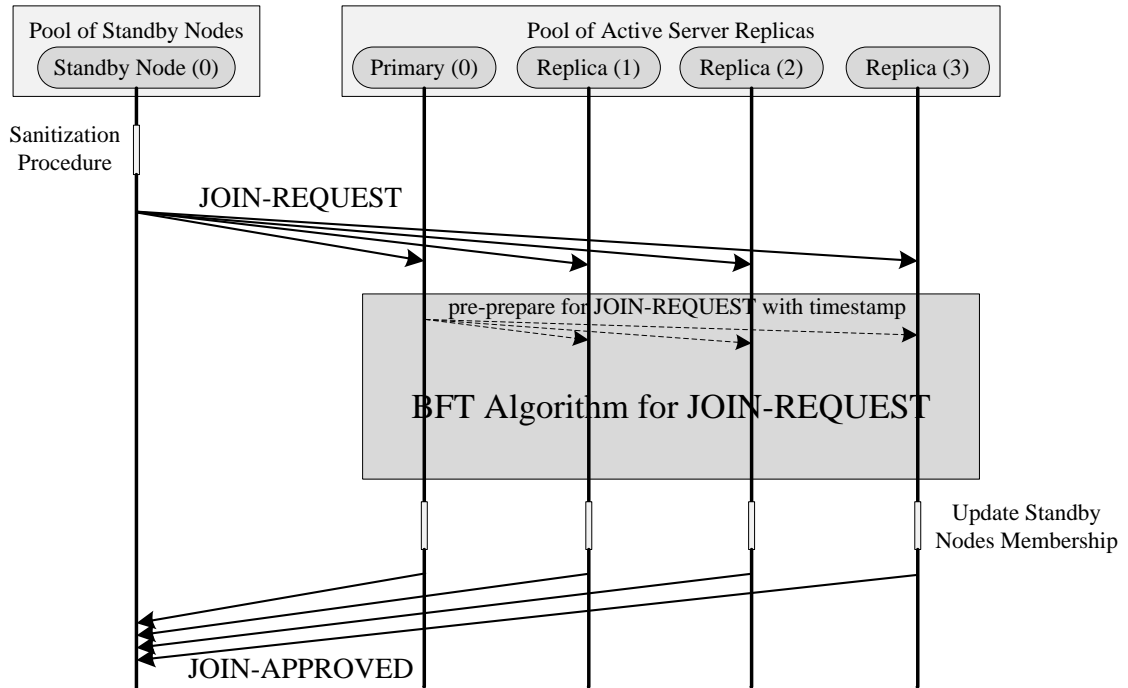 Pool of Standby Nodes
Pool of Active Server Replicas
Standby Node (0)
Primary (0)
Replica (1)
Replica (2)
Replica (3)
Sanitization
Procedure
JOIN-REQUEST
pre-prepare for JOIN-REQUEST with timestamp
BFT Algorithm for JOIN-REQUEST
Update Standby
Nodes Membership
JOIN-APPROVED